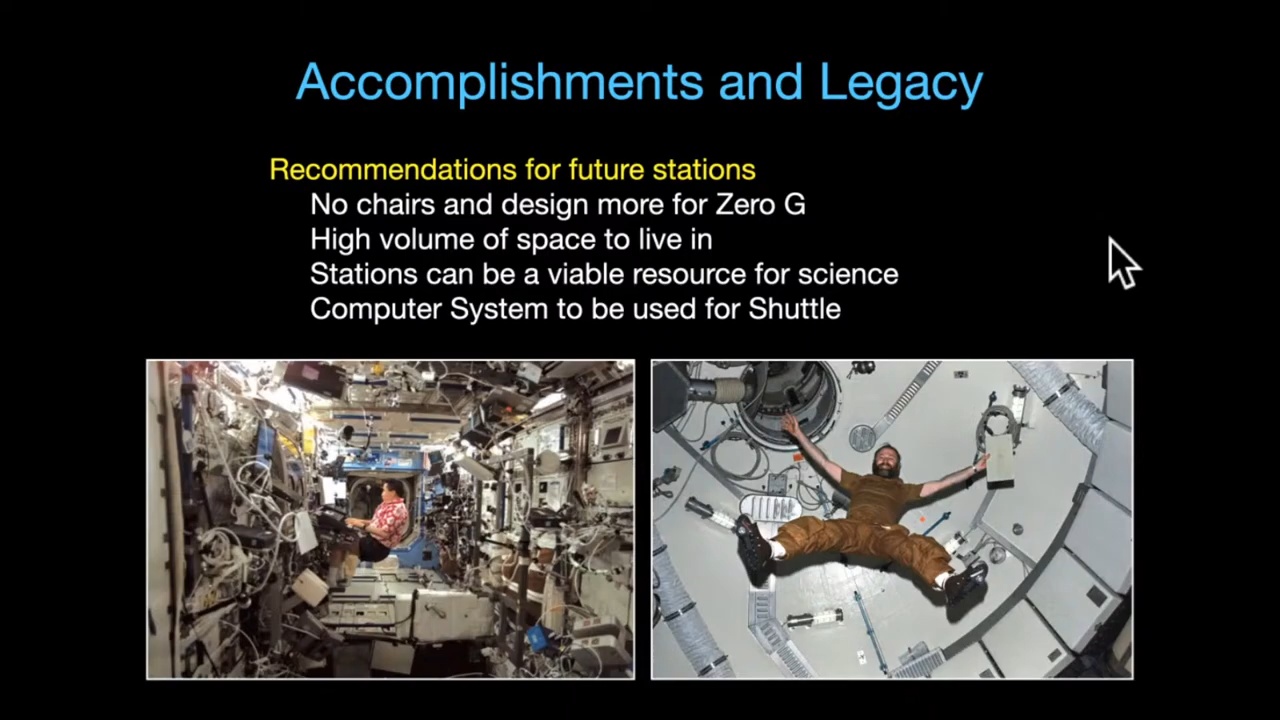 Accomplishments and Legacy
Recommendations for future stations
No chairs and design more for Zero G
High volume of space to live in
Stations can be a viable resource for science
Computer System to be used for Shuttle